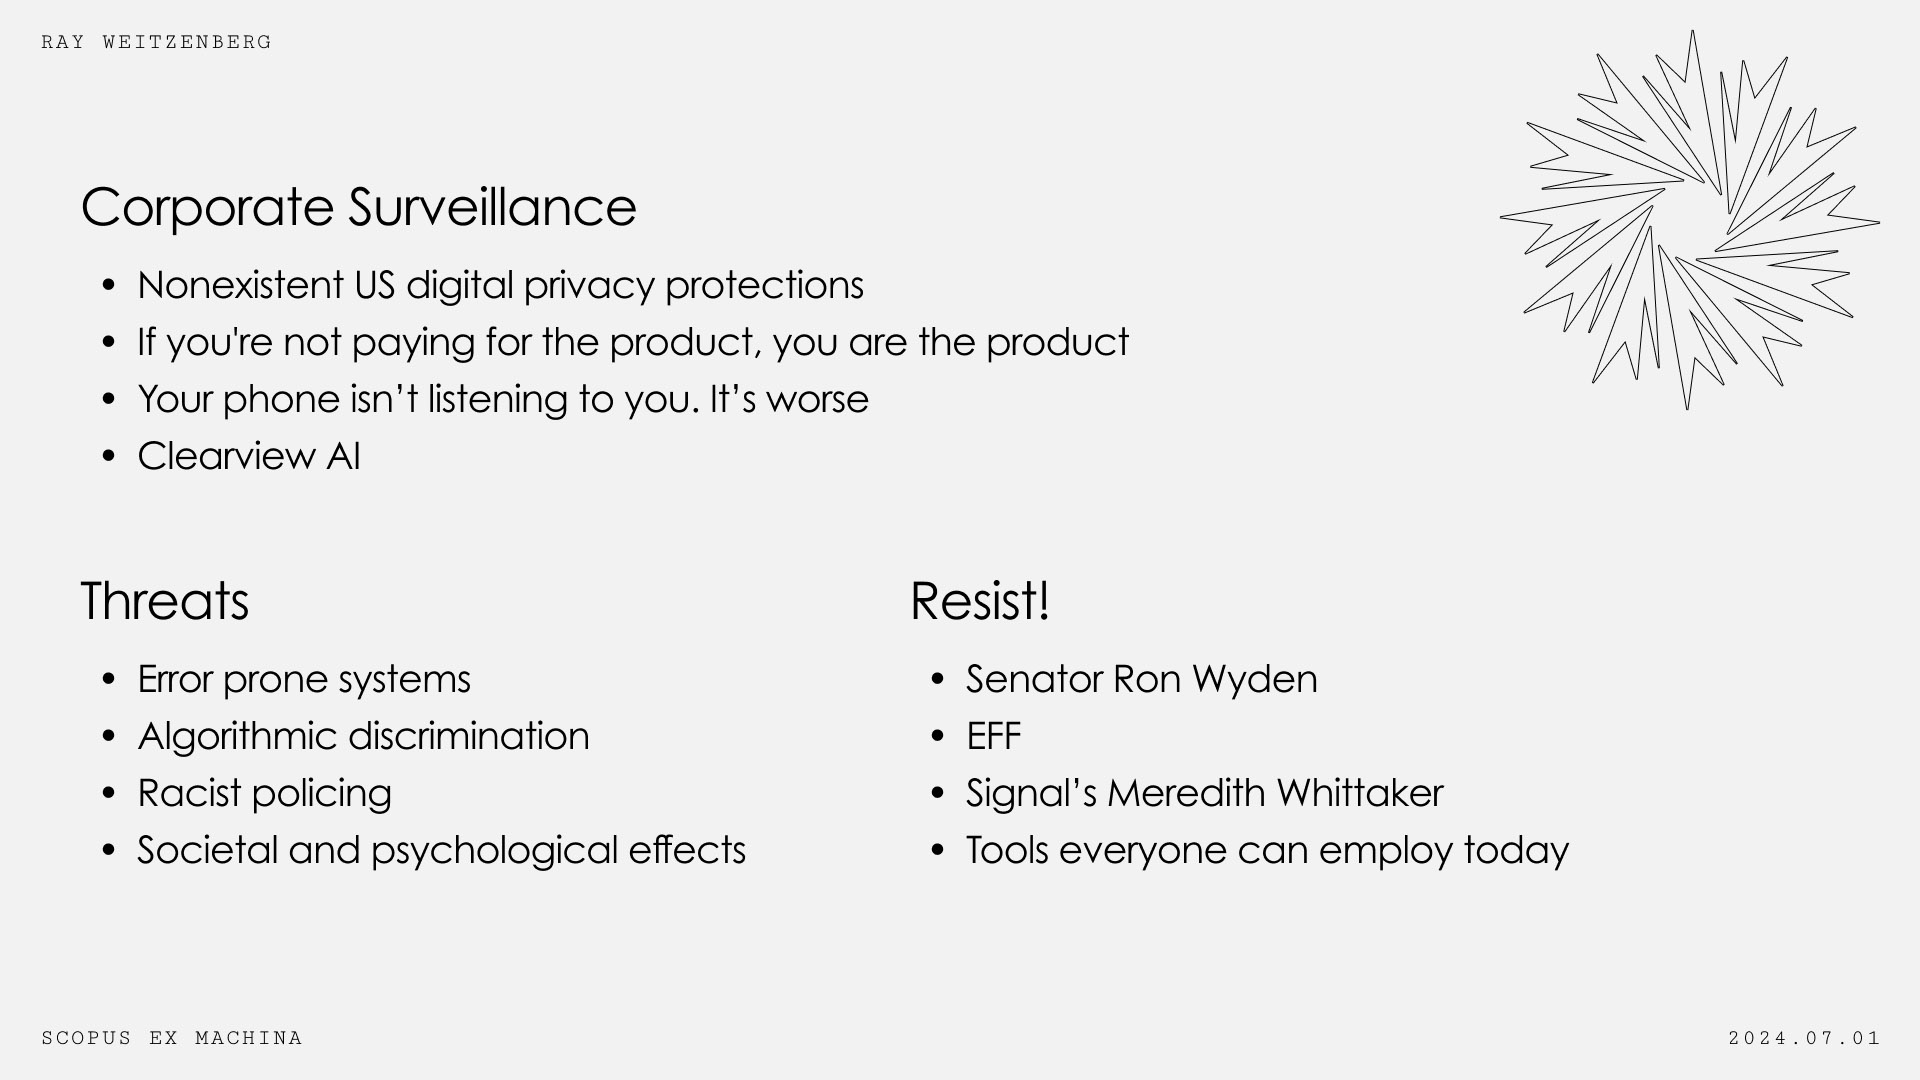 RAY WEITZENBERG
Corporate Surveillance
• Nonexistent US digital privacy protections
• If you're not paying for the product, you are the product
• Your phone isn’t listening to you. It’s worse
• Clearview AI
Threats
• Error prone systems
• Algorithmic discrimination
• Racist policing
• Societal and psychological effects
Resist!
• Senator Ron Wyden
• EFF
• Signal’s Meredith Whittaker
• Tools everyone can employ today
SCOPUS EX MACHINA
2024.07.01